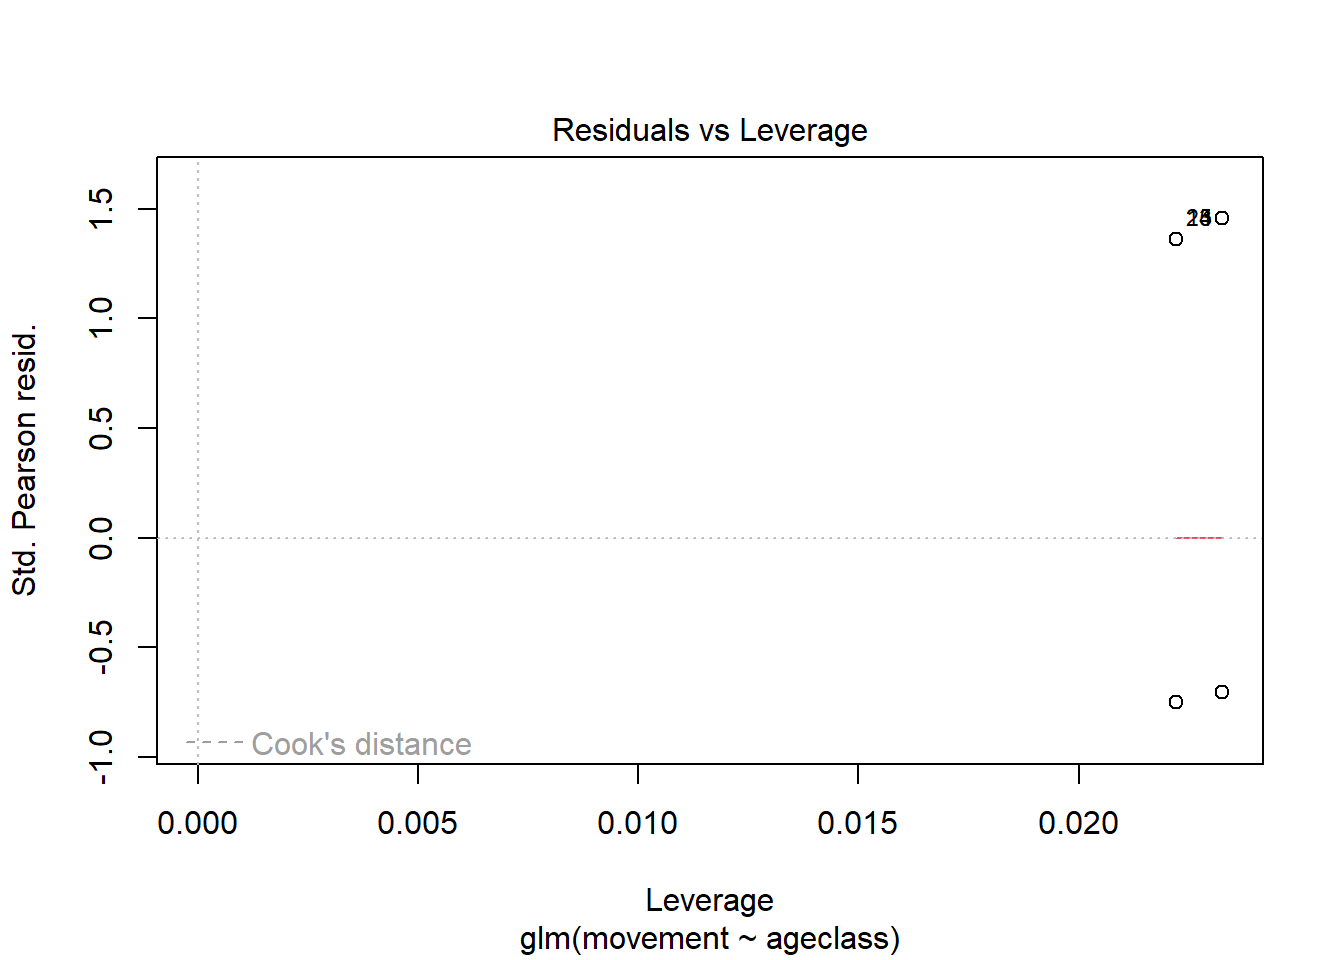 Residuals vs Leverage
Std. Pearson resid.
1.5
1.0
0.5
0.0
-0.5
-1.0
Cook's distance
0.000
0.005
0.010
0.015
0.020
Leverage
glm(movement ~ ageclass)